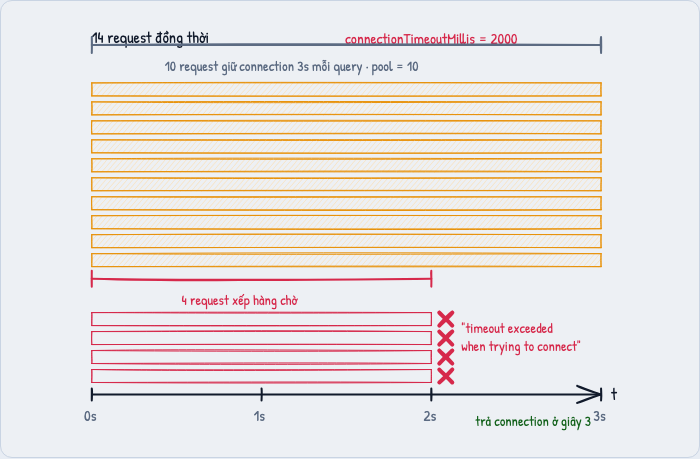 14 request đồng thời
connectionTimeoutMillis = 2000
10 request giữ connection 3s mỗi query · pool = 10
4 request xếp hàng chờ
"timeout exceeded
when trying to connect"
t
0s
1s
2s
3s
trả connection ở giây 3